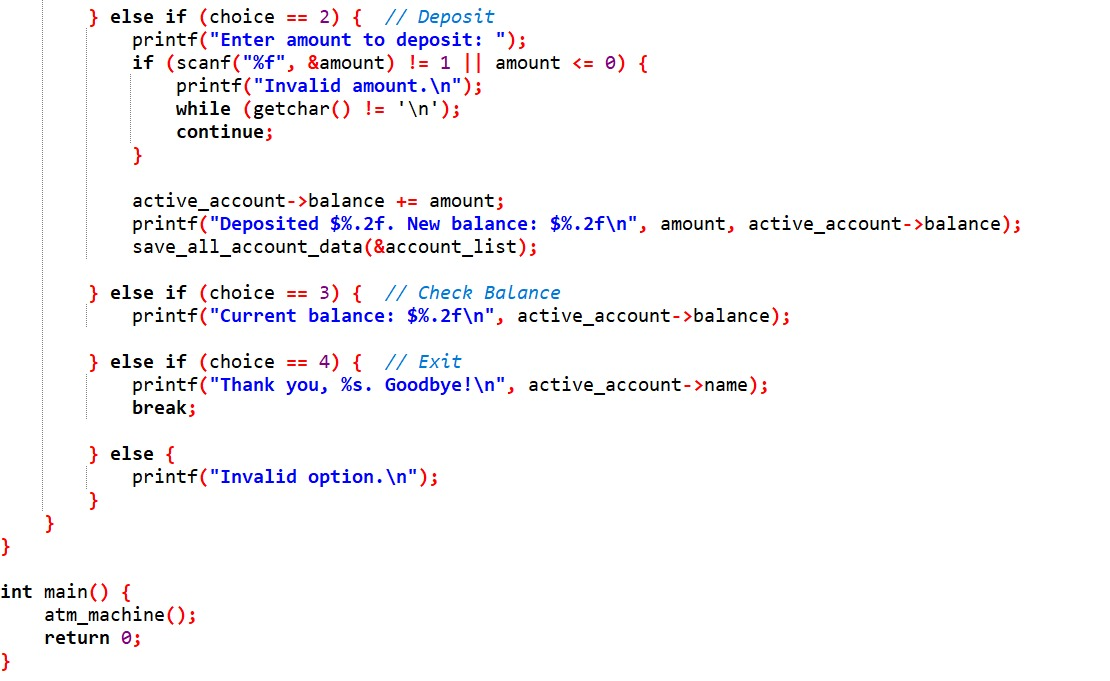 } else if (choice == 2) {  // Deposit
printf("Enter amount to deposit: ");
if (scanf("%f", &amount) != 1 || amount <= 0) {
printf("Invalid amount.\n");
while (getchar() != '\n');
continue;
}
active_account->balance += amount;
printf("Deposited $%.2f. New balance: $%.2f\n", amount, active_account->balance);
save_all_account_data(&account_list);
} else if (choice == 3) {  // Check Balance
printf("Current balance: $%.2f\n", active_account->balance);
} else if (choice == 4) {  // Exit
printf("Thank you, %s. Goodbye!\n", active_account->name);
break;
} else {
printf("Invalid option.\n");
}
}
}
int main() {
atm_machine();
return 0;
}